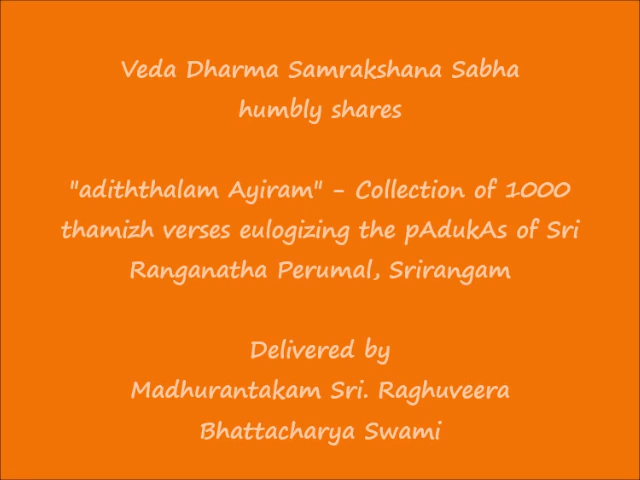 Veda Dharma Samrakshana Sabha
humbly shares
"adiththalam Ayiram" - Collection of 1000
thamizh verses eulogizing the pAdukAs of Sri
Ranganatha Perumal, Srirangam
Delivered by
Madhurantakam Sri. Raghuveera
Bhattacharya Swami